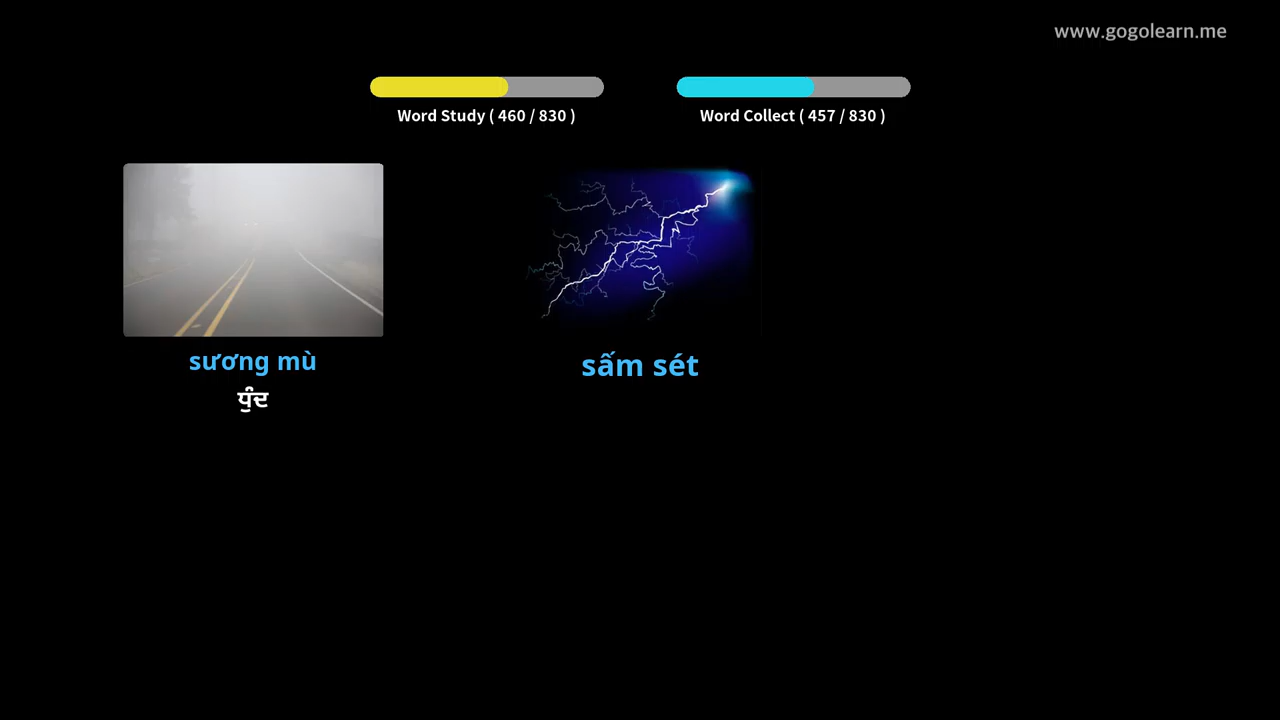 www.gogolearn.me
Word Study ( 460 / 830 )
Word Collect ( 457 / 830 )
sương mù
ਧੁੰਦ
sấm sét